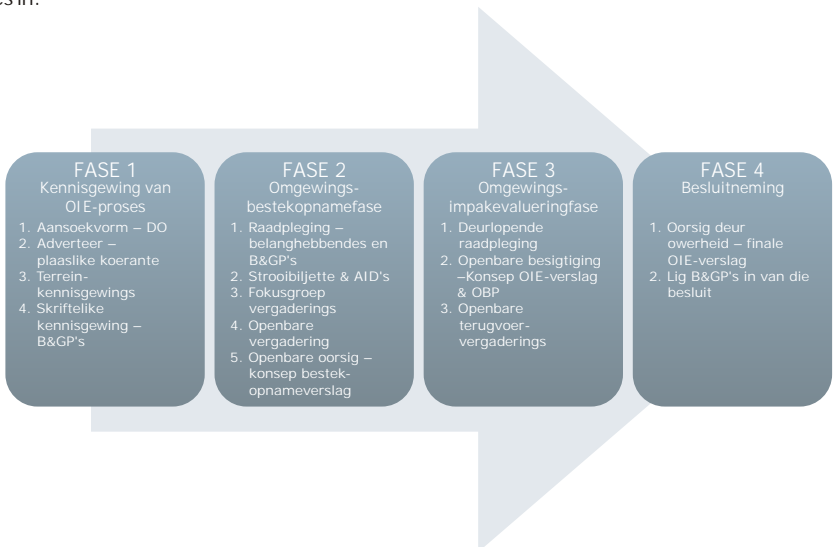 FASE 1
Kennisgewing van
OIE-proses
1. Aansoekvorm – DO
2. Adverteer –
plaaslike koerante
3. Terrein-
kennisgewings
4. Skriftelike
kennisgewing –
B&GP's
FASE 2
Omgewings-
bestekopnamefase
1. Raadpleging –
belanghebbendes en
B&GP's
2. Strooibiljette & AID's
3. Fokusgroep
vergaderings
4. Openbare
vergadering
5. Openbare oorsig –
konsep bestek-
opnameverslag
FASE 3
Omgewings-
impakevalueringfase
1. Deurlopende
raadpleging
2. Openbare besigtiging
–Konsep OIE-verslag
& OBP
3. Openbare
terugvoer-
vergaderings
FASE 4
Besluitneming
1. Oorsig deur
owerheid – finale
OIE-verslag
2. Lig B&GP's in van die
besluit